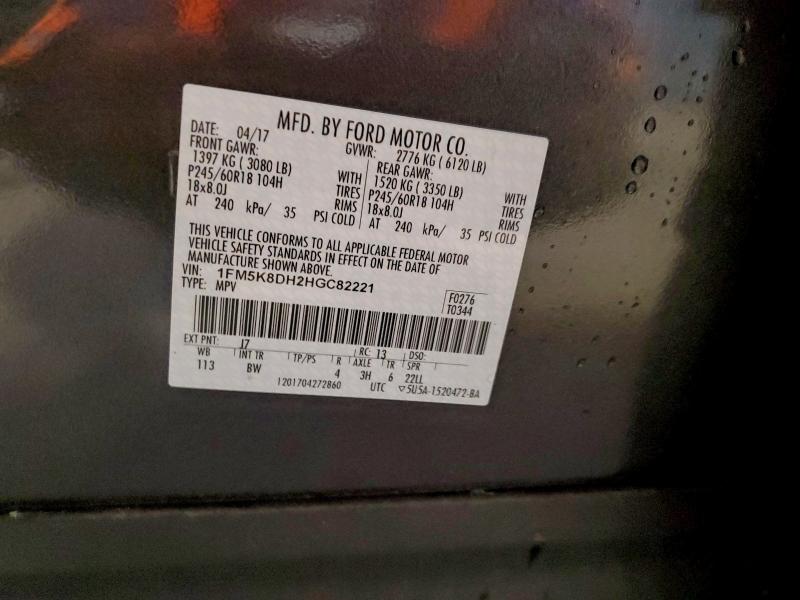 MFD. BY FORD MOTOR CO.
DATE: 04/17 GVWR: 2776 KG ( 6120 LB)
FRONT GAWR: REAR GAWR:
1397 KG ( 3080 LB) WITH 1520 KG ( 3350 LB) WITH
P245/60R18 104H TIRES P245/60R18 104H TIRES
18x8.0J RIMS 18x8.0J RIMS
AT 240 kPa/ 35 PSI COLD AT 240 kPa/ 35 PSI COLD
THIS VEHICLE CONFORMS TO ALL APPLICABLE FEDERAL MOTOR
VEHICLE SAFETY STANDARDS IN EFFECT ON THE DATE OF
MANUFACTURE SHOWN ABOVE.
VIN: 1FM5K8DH2HGC82221
TYPE: MPV
F0276
T0344
EXT PNT: J7 RC: 13 DSO:
WB INT TR TP/PS R AXLE TR SPR
113 BW 4 3H 6 22LL
1201704272860 UTC ▽5U5A-1520472-BA